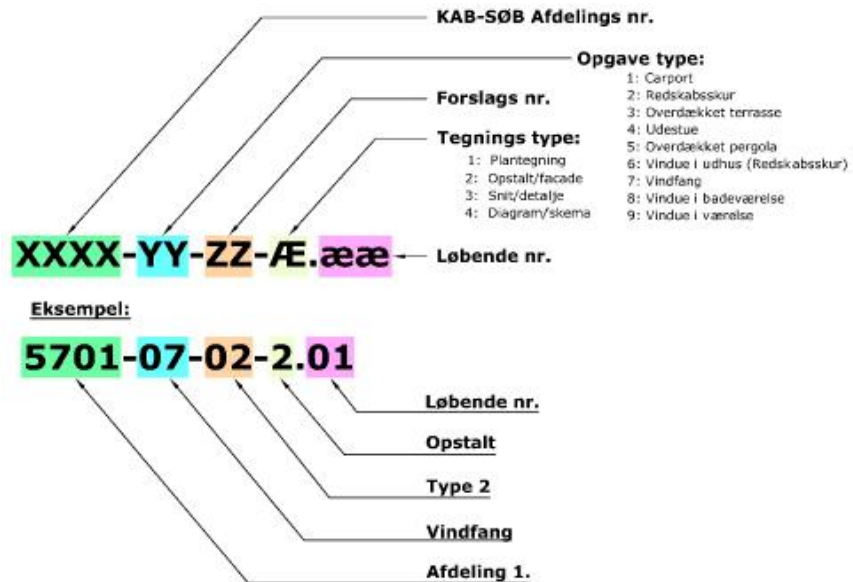 KAB-SØB Afdelings nr.
Opgave type:
1: Carport
2: Redskabsskur
3: Overdækket terrasse
4: Udestue
5: Overdækket pergola
6: Vindue i udhus (Redskabsskur)
7: Vindfang
8: Vindue i badeværelse
9: Vindue i værelse
Forslags nr.
Tegnings type:
1: Plantegning
2: Opstalt/facade
3: Snit/detalje
4: Diagram/skema
XXXX-YY-ZZ-Æ.ææ
Løbende nr.
Eksempel:
5701-07-02-2.01
Løbende nr.
Opstalt
Type 2
Vindfang
Afdeling 1.